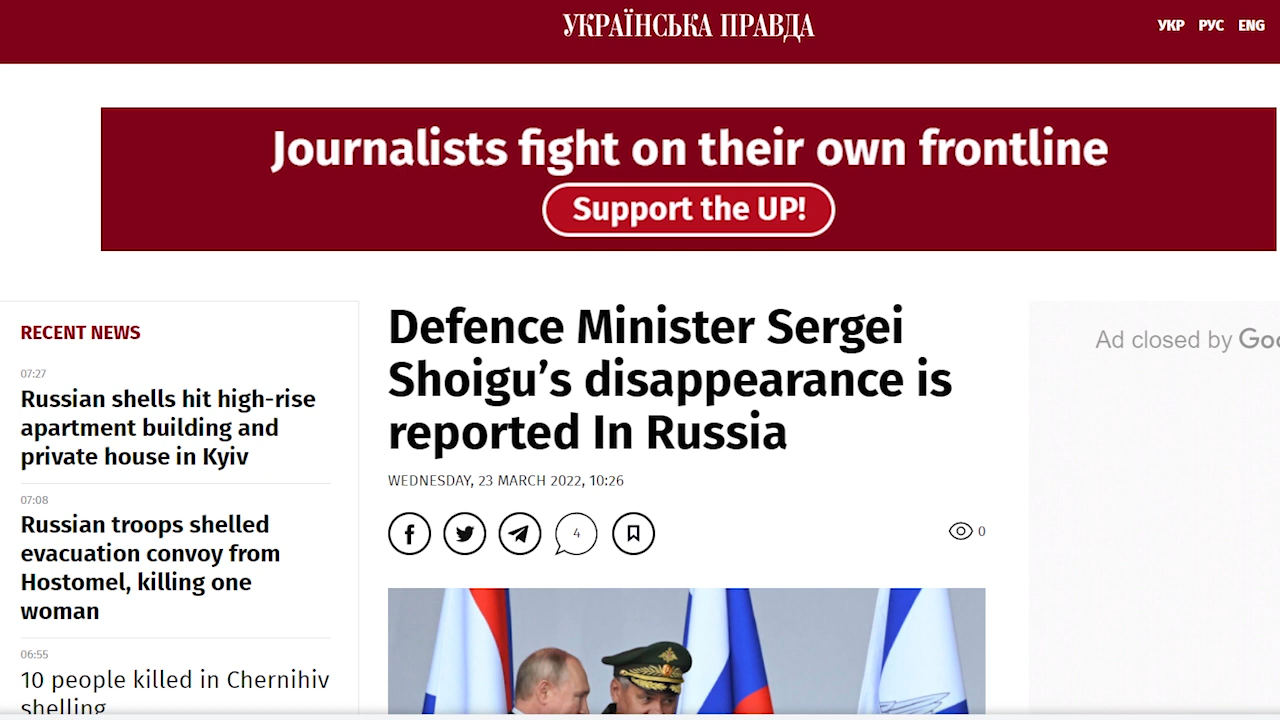 УКРАЇНСЬКА ПРАВДА
УКР РУС ENG
Journalists fight on their own frontline
Support the UP!
RECENT NEWS
07:27
Russian shells hit high-rise
apartment building and
private house in Kyiv
07:08
Russian troops shelled
evacuation convoy from
Hostomel, killing one
woman
06:55
10 people killed in Chernihiv
shelling
Defence Minister Sergei
Shoigu’s disappearance is
reported In Russia
WEDNESDAY, 23 MARCH 2022, 10:26
4
0
Ad closed by